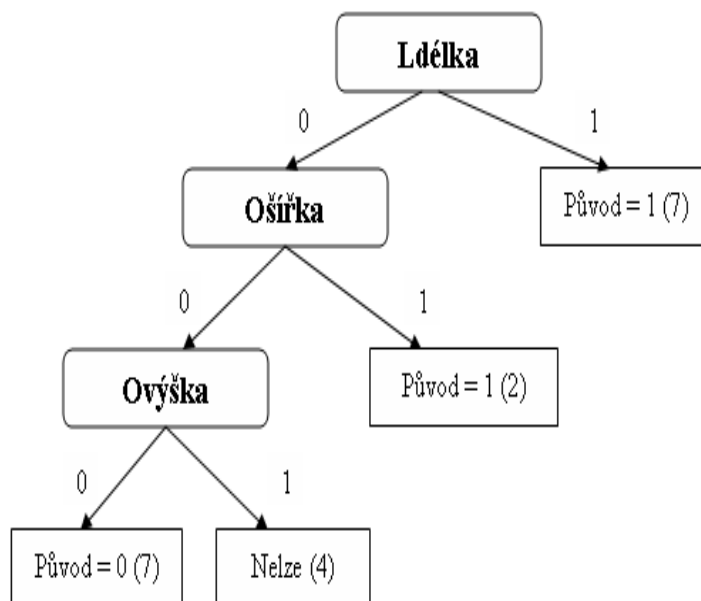 Ldélka
0
1
Ošířka
Původ = 1 (7)
0
1
Ovýška
Původ = 1 (2)
0
1
Původ = 0 (7)
Nelze (4)